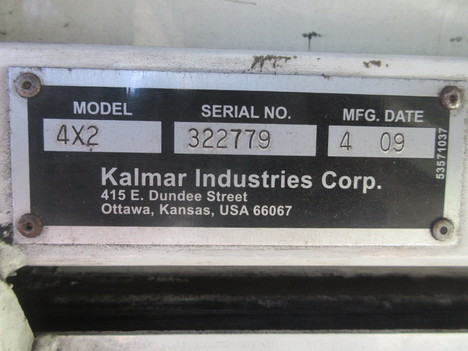 MODEL SERIAL NO. MFG. DATE
4X2 322779 4 09
Kalmar Industries Corp.
415 E. Dundee Street
Ottawa, Kansas, USA 66067
53571037